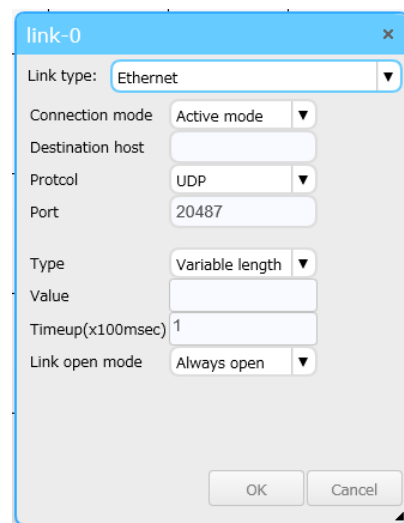 link-0 ×
Link type: Ethernet ▼
Connection mode Active mode ▼
Destination host
Protcol UDP ▼
Port 20487
Type Variable length ▼
Value
Timeup(x100msec) 1
Link open mode Always open ▼
OK Cancel